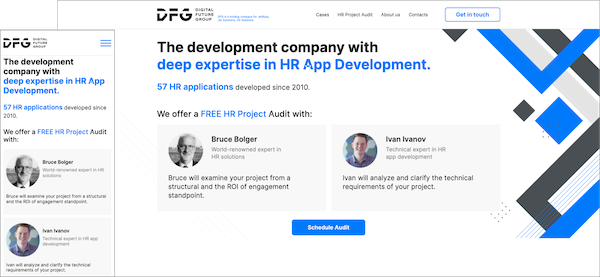 DFG DIGITAL
FUTURE
GROUP
The development
company with
deep expertise in HR App
Development.
57 HR applications developed since
2010.
We offer a FREE HR Project Audit with:
Bruce Bolger
World-renowned expert in
HR solutions
Bruce will examine your project from a structural
and the ROI of engagement standpoint.
Ivan Ivanov
Technical expert in HR app
development
Ivan will analyze and clarify the technical
requirements of your project.
DFG DIGITAL
FUTURE
GROUP
Cases HR Project Audit About us Contacts Get in touch
The development company with
deep expertise in HR App Development.
57 HR applications developed since 2010.
We offer a FREE HR Project Audit with:
Bruce Bolger
World-renowned expert in
HR solutions
Bruce will examine your project from a
structural and the ROI of engagement
standpoint.
Ivan Ivanov
Technical expert in HR
app development
Ivan will analyze and clarify the technical
requirements of your project.
Schedule Audit